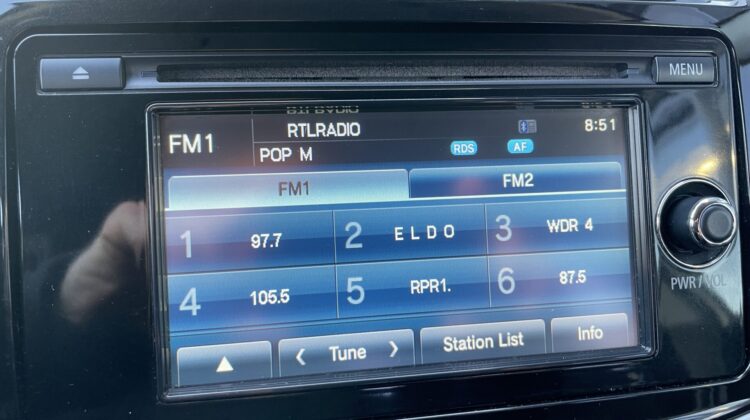 MENU
FM1
RTLRADIO
8:51
POP M
RDS
AF
FM1
FM2
1 97.7
2 ELDO
3 WDR 4
4 105.5
5 RPR1.
6 87.5
< Tune >
Station List
Info
PWR/VOL